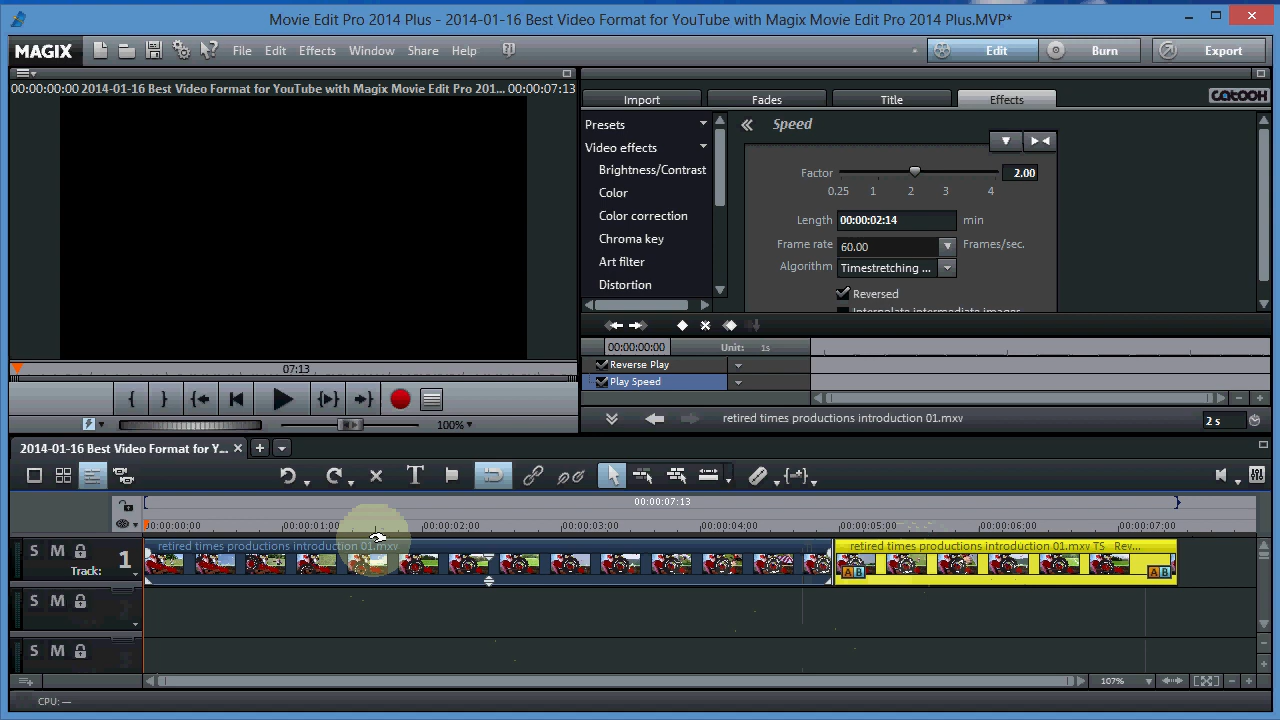 Movie Edit Pro 2014 Plus - 2014-01-16 Best Video Format for YouTube with Magix Movie Edit Pro 2014 Plus.MVP*
MAGIX File Edit Effects Window Share Help Edit Burn Export
00:00:00:00 2014-01-16 Best Video Format for YouTube with Magix Movie Edit Pro 201... 00:00:07:13
Import Fades Title Effects CATOOH
Presets
Video effects
Brightness/Contrast
Color
Color correction
Chroma key
Art filter
Distortion
Speed
Factor 2.00
0.25 1 2 3 4
Length 00:00:02:14 min
Frame rate 60.00 Frames/sec.
Algorithm Timestretching ...
Reversed
Interpolate intermediate images
00:00:00:00 Unit: 1s
Reverse Play
Play Speed
07:13
100%
retired times productions introduction 01.mxv 2 s
2014-01-16 Best Video Format for Y...
00:00:07:13
00:00:00:00 00:00:01:00 00:00:02:00 00:00:03:00 00:00:04:00 00:00:05:00 00:00:06:00 00:00:07:00
S M 1
Track:
retired times productions introduction 01.mxv
retired times productions introduction 01.mxv TS Rev...
A B A B
S M
S M
107%
CPU: —